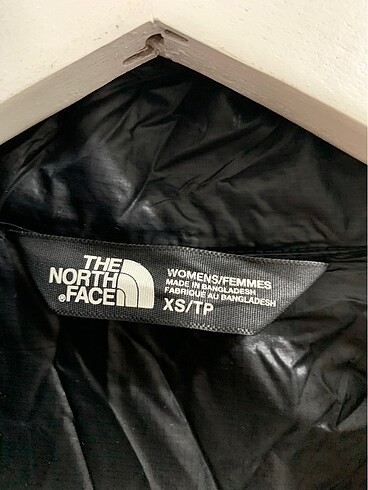 THE
NORTH
FACE
WOMENS/FEMMES
MADE IN BANGLADESH
FABRIQUE AU BANGLADESH
XS/TP